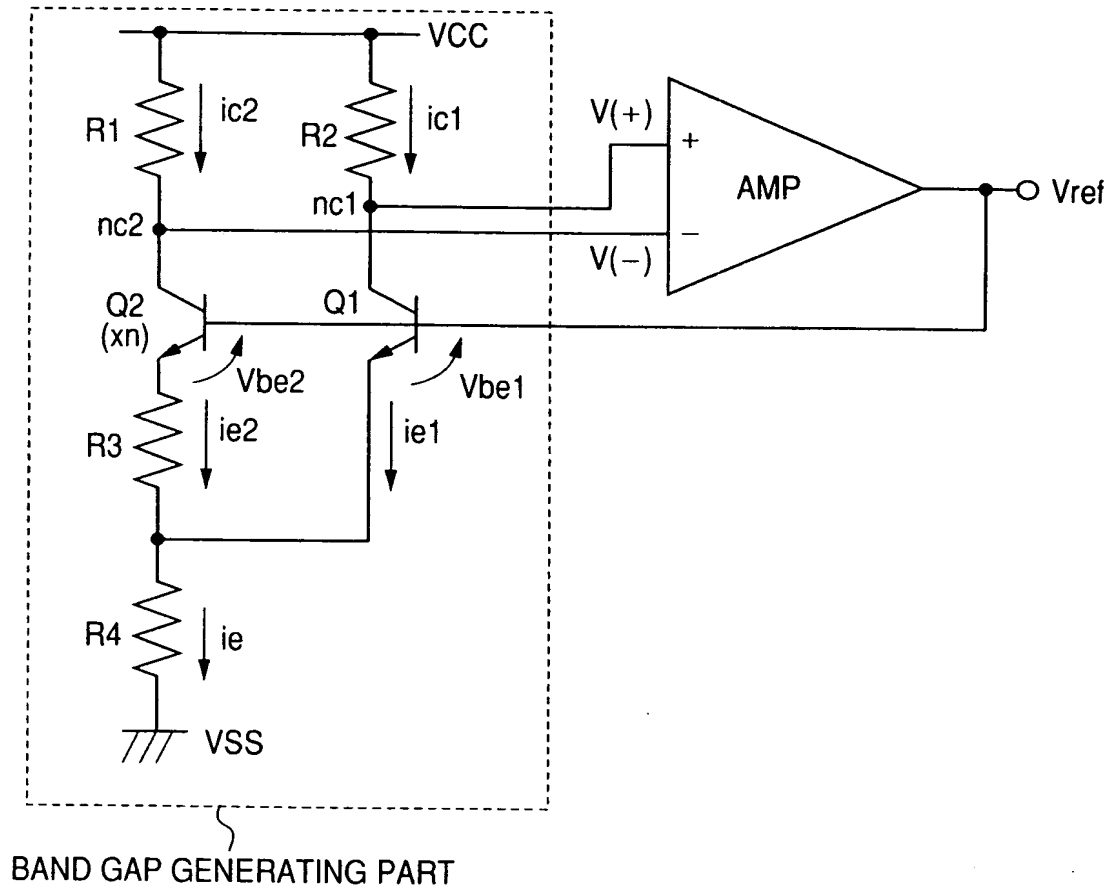 VCC
R1
ic2
R2
ic1
V(+)
+
AMP
Vref
nc1
nc2
−
V(−)
Q2
(xn)
Q1
Vbe2
Vbe1
R3
ie2
ie1
R4
ie
VSS
BAND GAP GENERATING PART